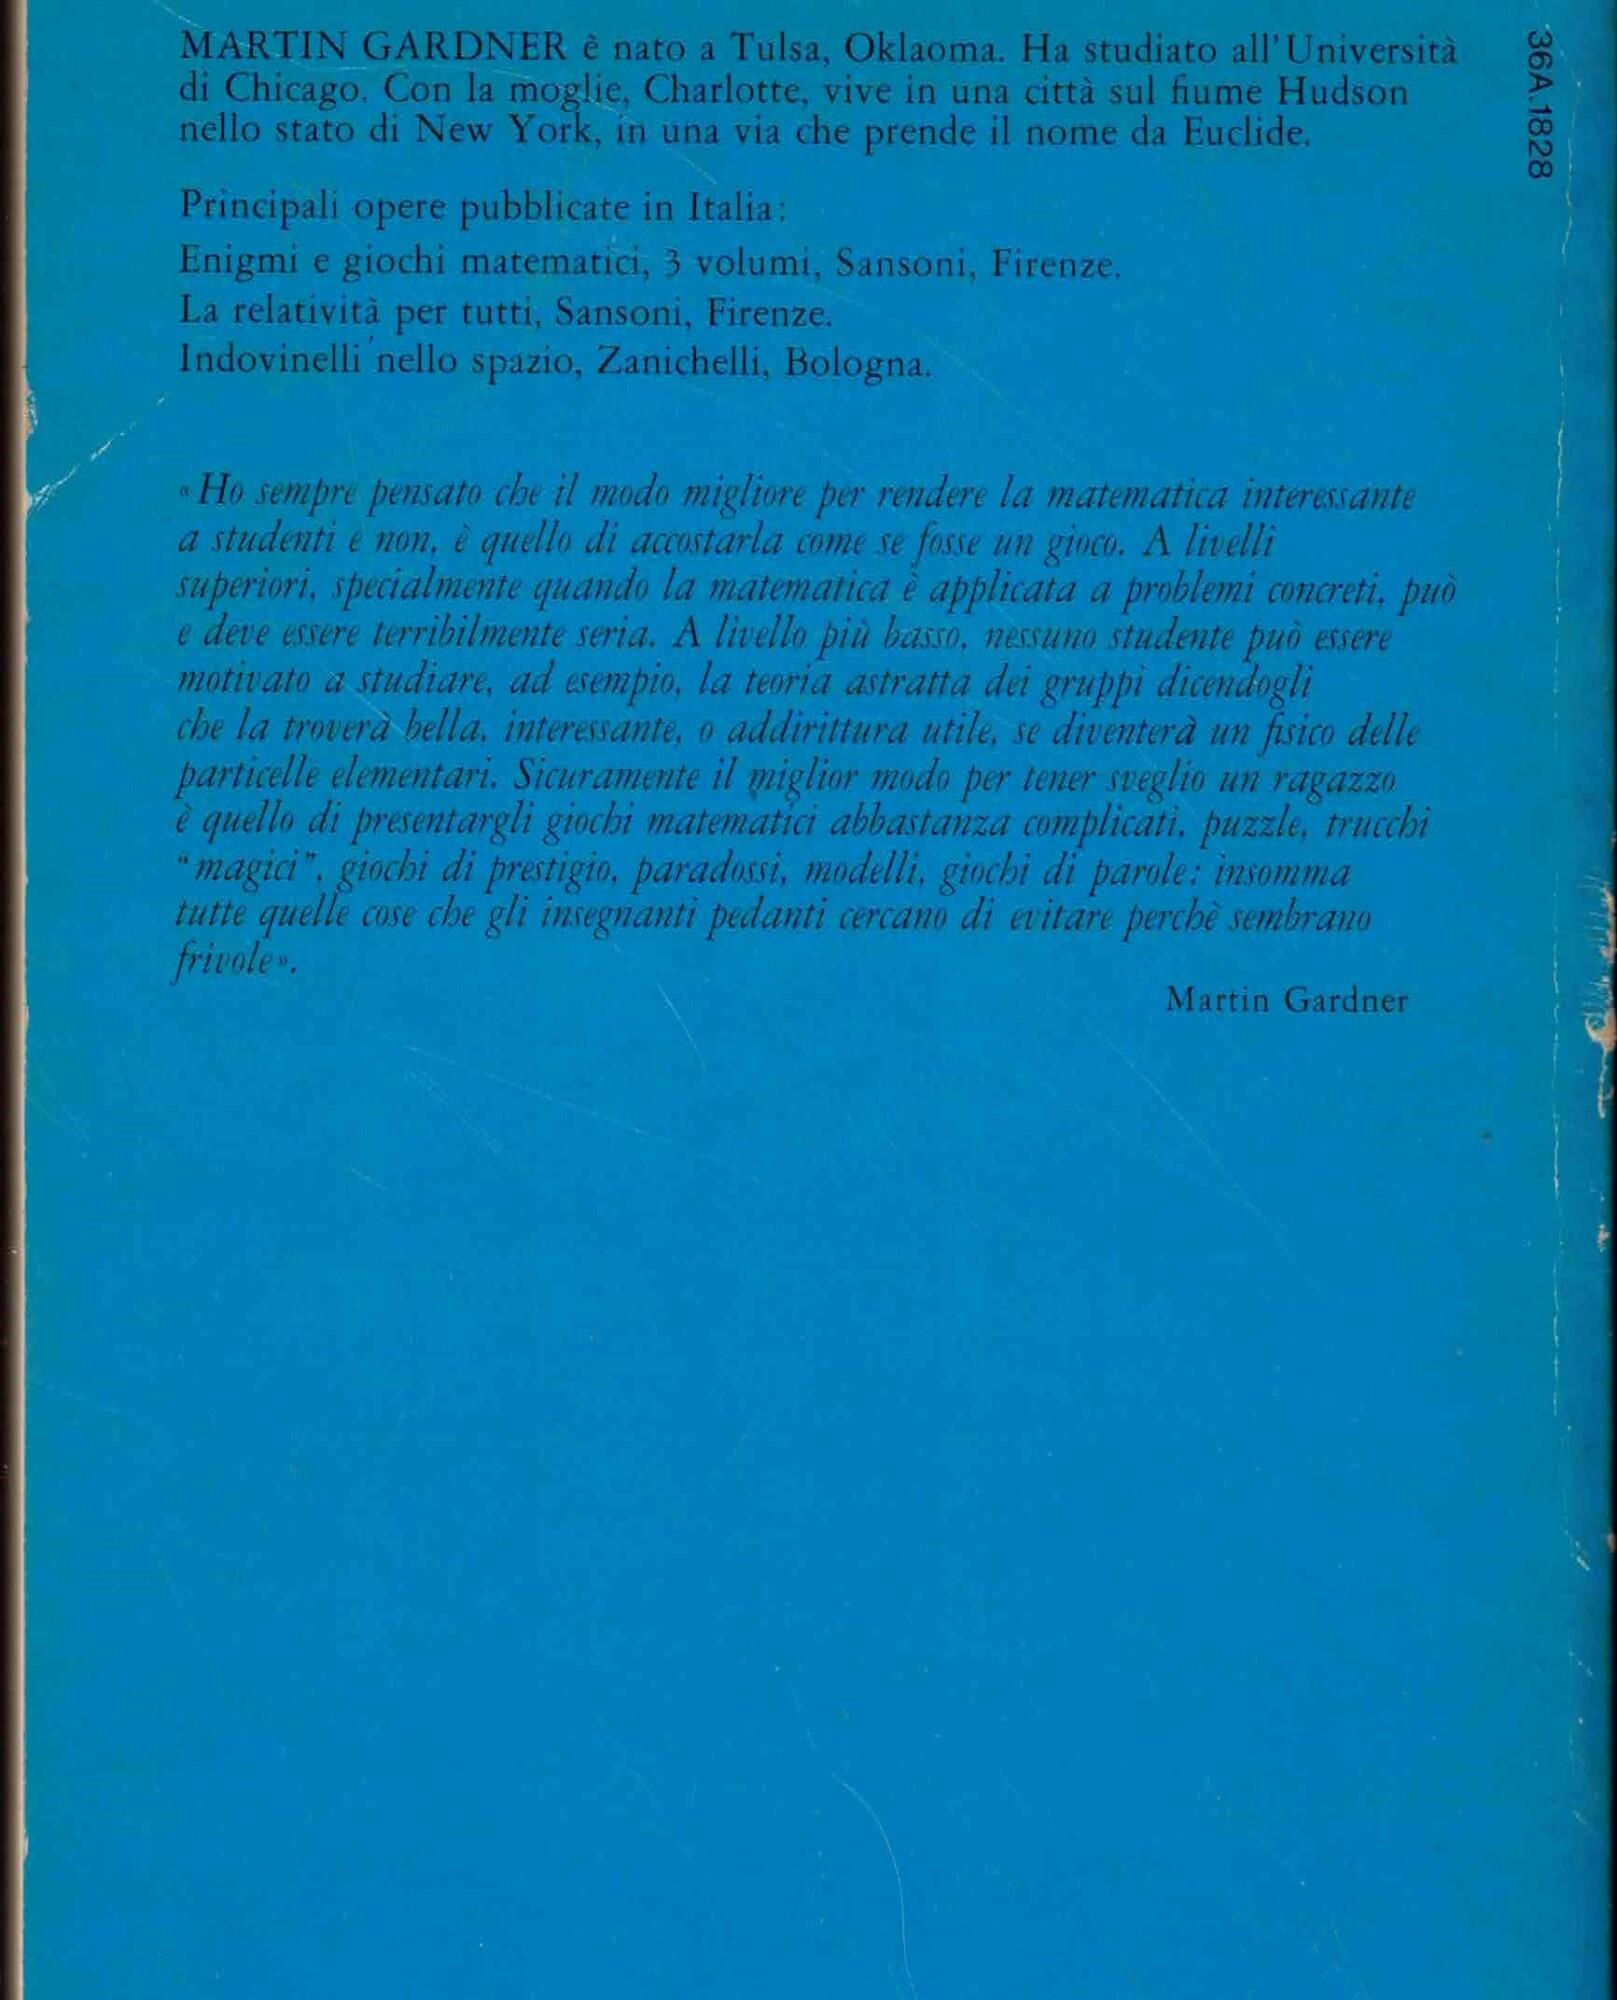 MARTIN GARDNER è nato a Tulsa, Oklaoma. Ha studiato all'Università
di Chicago. Con la moglie, Charlotte, vive in una città sul fiume Hudson
nello stato di New York, in una via che prende il nome da Euclide.
Principali opere pubblicate in Italia:
Enigmi e giochi matematici, 3 volumi, Sansoni, Firenze.
La relatività per tutti, Sansoni, Firenze.
Indovinelli nello spazio, Zanichelli, Bologna.
«Ho sempre pensato che il modo migliore per rendere la matematica interessante
a studenti e non, è quello di accostarla come se fosse un gioco. A livelli
superiori, specialmente quando la matematica è applicata a problemi concreti, può
e deve essere terribilmente seria. A livello più basso, nessuno studente può essere
motivato a studiare, ad esempio, la teoria astratta dei gruppi dicendogli
che la troverà bella, interessante, o addirittura utile, se diventerà un fisico delle
particelle elementari. Sicuramente il miglior modo per tener sveglio un ragazzo
è quello di presentargli giochi matematici abbastanza complicati, puzzle, trucchi
“magici”, giochi di prestigio, paradossi, modelli, giochi di parole: insomma
tutte quelle cose che gli insegnanti pedanti cercano di evitare perchè sembrano
frivole».
Martin Gardner
36A.1828